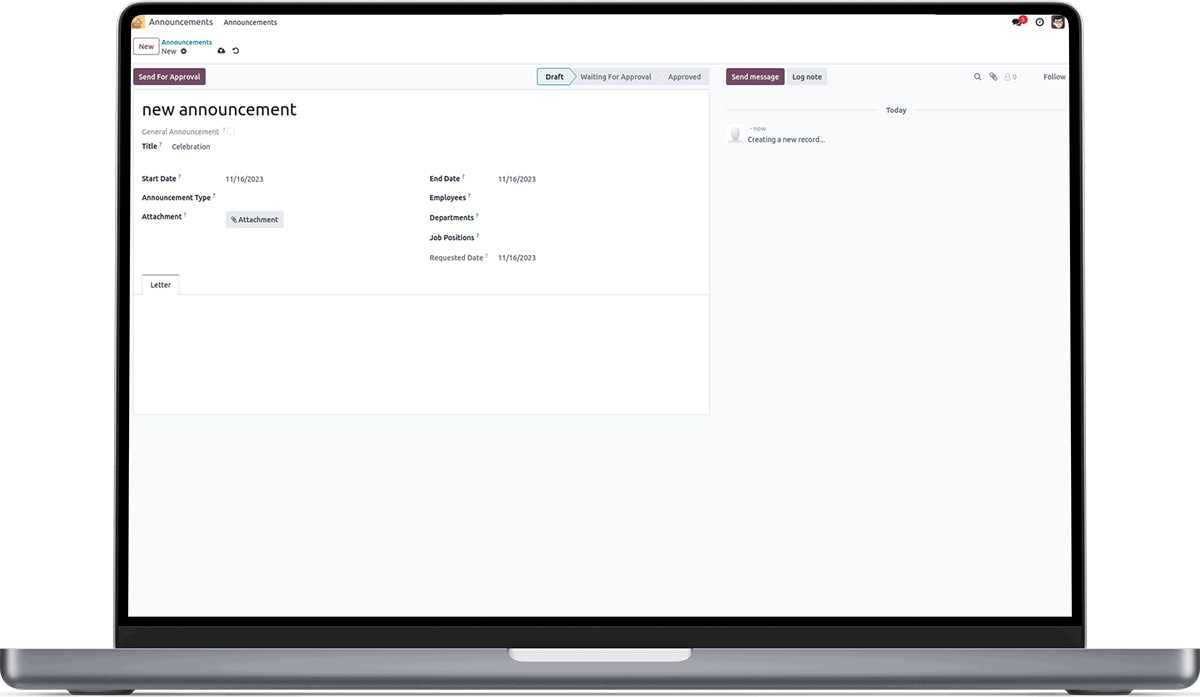 Announcements Announcements 5
New Announcements
New
Send For Approval Draft Waiting For Approval Approved Send message Log note 0 Follow
new announcement
Today
General Announcement ?
- now
Creating a new record...
Title ? Celebration
Start Date ? 11/16/2023 End Date ? 11/16/2023
Announcement Type ? Employees ?
Attachment ? Attachment Departments ?
Job Positions ?
Requested Date ? 11/16/2023
Letter